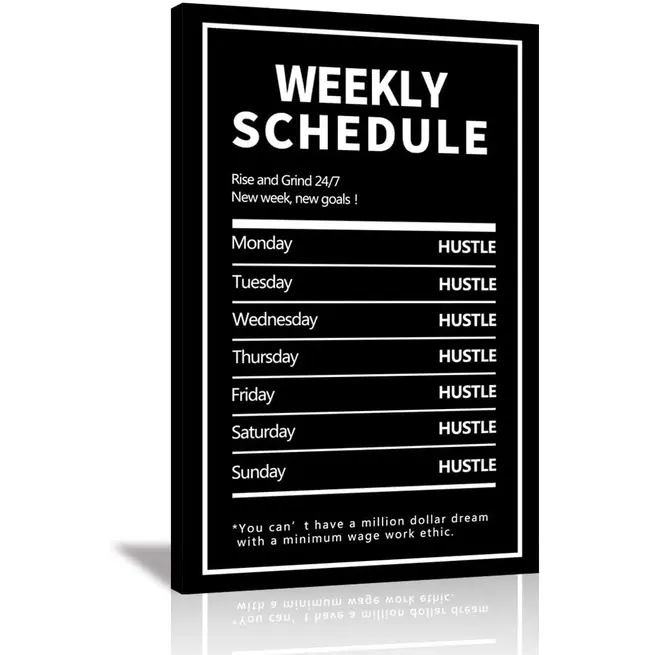 WEEKLY
SCHEDULE
Rise and Grind 24/7
New week, new goals !
Monday HUSTLE
Tuesday HUSTLE
Wednesday HUSTLE
Thursday HUSTLE
Friday HUSTLE
Saturday HUSTLE
Sunday HUSTLE
*You can’ t have a million dollar dream
with a minimum wage work ethic.